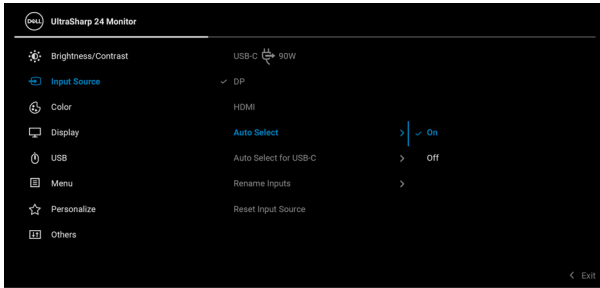 DELL UltraSharp 24 Monitor
Brightness/Contrast USB-C 90W
Input Source DP
Color HDMI
Display Auto Select On
USB Auto Select for USB-C Off
Menu Rename Inputs
Personalize Reset Input Source
Others
Exit